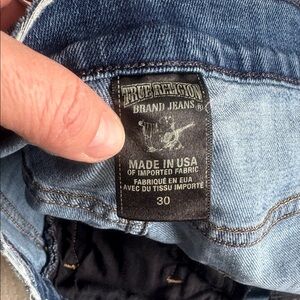 TRUE RELIGION
BRAND JEANS ®
MADE IN USA
OF IMPORTED FABRIC
FABRIQUÉ EN EUA
AVEC DU TISSU IMPORTÉ
30